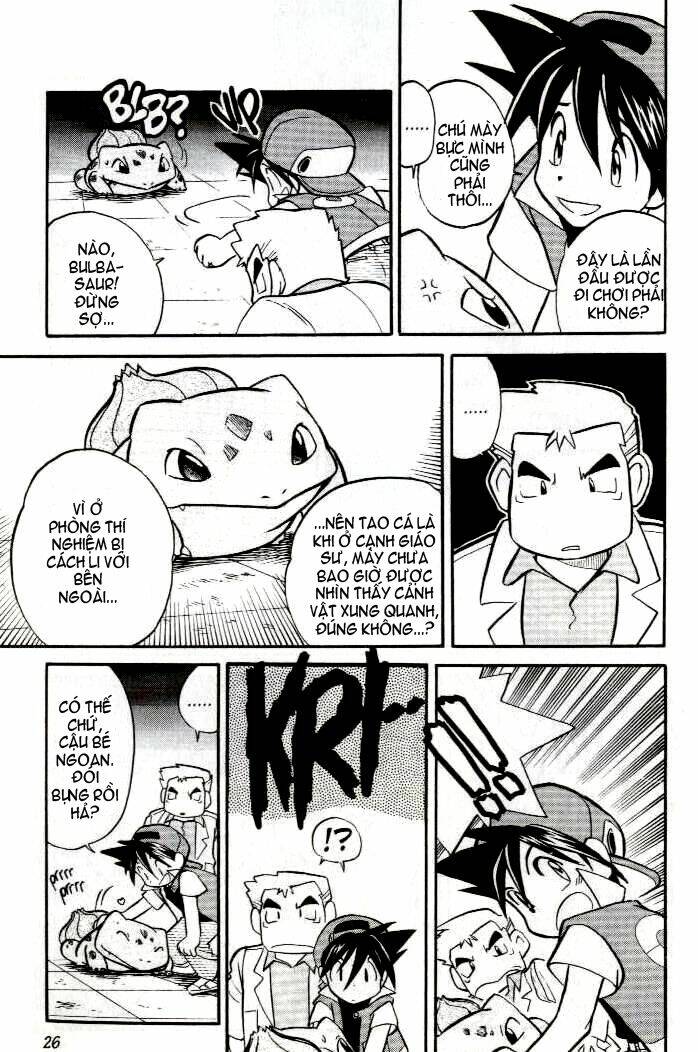 CHÚ MÀY
BỰC MÌNH
CŨNG
PHẢI
THÔI...
.....
ĐÂY LÀ LẦN
ĐẦU ĐƯỢC
ĐI CHƠI PHẢI
KHÔNG?
BLB?
VIP
NÀO,
BULBA-
SAUR!
ĐỪNG
SỢ...
.....
...NÊN TAO CÁ LÀ
KHI Ở CẠNH GIÁO
SƯ, MÀY CHƯA
BAO GIỜ ĐƯỢC
NHÌN THẤY CẢNH
VẬT XUNG QUANH,
ĐÚNG KHÔNG...?
VÌ Ở
PHÒNG THÍ
NGHIỆM BỊ
CÁCH LI VỚI
BÊN
NGOÀI...
!!
KRI...
!?
.....
CÓ THẾ
CHỨ,
CẬU BÉ
NGOAN.
ĐÓI
BỤNG RỒI
HẢ?
prrrr
prrrr
26